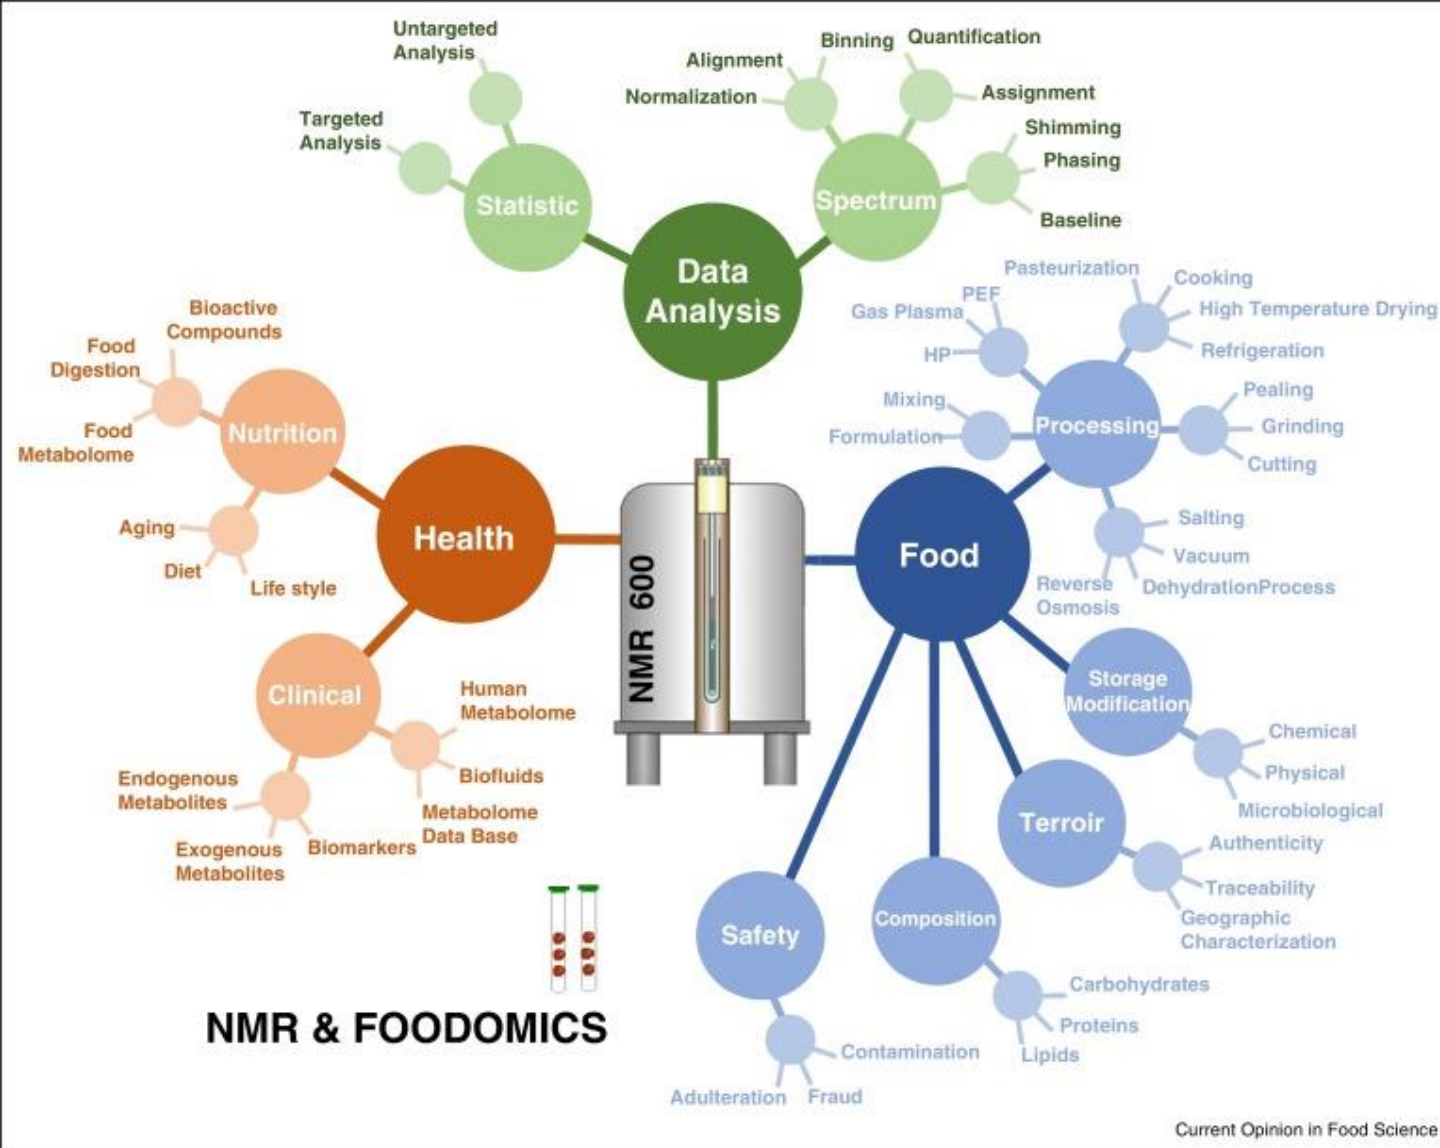 Untargeted
Analysis
Targeted
Analysis
Statistic
Alignment
Binning
Normalization
Quantification
Assignment
Shimming
Phasing
Baseline
Spectrum
Data
Analysis
Bioactive
Compounds
Food
Digestion
Food
Metabolome
Nutrition
Aging
Diet
Life style
Health
Clinical
Human
Metabolome
Biofluids
Metabolome
Data Base
Endogenous
Metabolites
Exogenous
Metabolites
Biomarkers
NMR 600
Pasteurization
Cooking
High Temperature Drying
Refrigeration
PEF
Gas Plasma
HP
Mixing
Formulation
Processing
Pealing
Grinding
Cutting
Salting
Vacuum
DehydrationProcess
Reverse
Osmosis
Food
Storage
Modification
Chemical
Physical
Microbiological
Terroir
Authenticity
Traceability
Geographic
Characterization
Composition
Carbohydrates
Proteins
Lipids
Safety
Contamination
Fraud
Adulteration
NMR & FOODOMICS
Current Opinion in Food Science